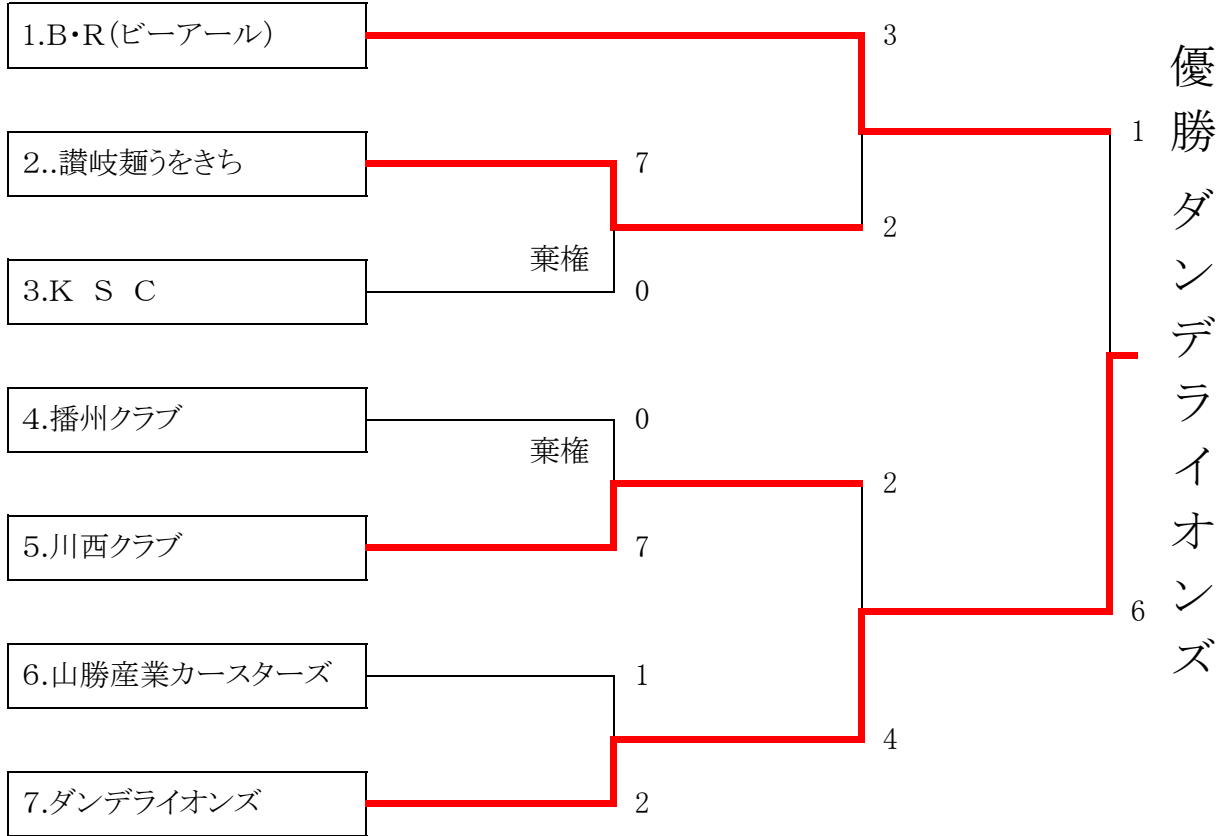 1.B・R(ビーアール)
3
2..讃岐麺うをきち
7
1
2
棄権
3.K S C
0
4.播州クラブ
0
棄権
2
5.川西クラブ
7
6
6.山勝産業カースターズ
1
4
7.ダンデライオンズ
2
優勝 ダンデライオンズ